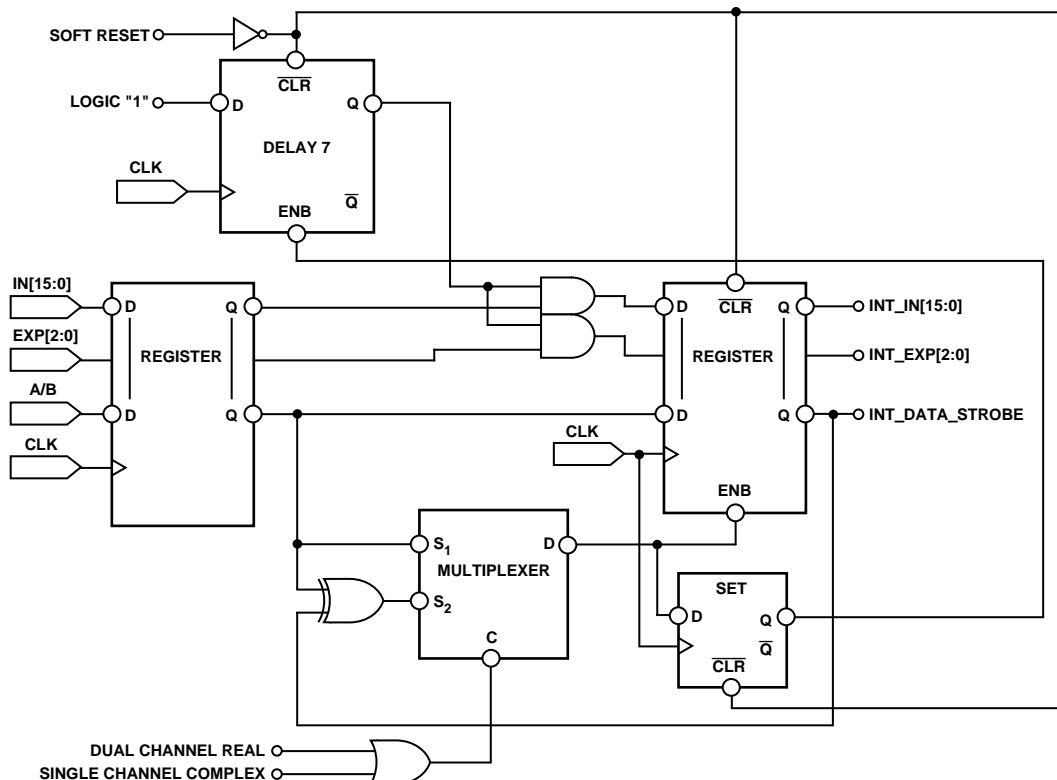 SOFT RESET
CLR
LOGIC "1"
D
Q
DELAY 7
CLK
Q
ENB
IN[15:0]
D
Q
D
CLR
Q
INT_IN[15:0]
EXP[2:0]
REGISTER
REGISTER
INT_EXP[2:0]
A/B
D
Q
D
Q
INT_DATA_STROBE
CLK
CLK
ENB
S1
D
MULTIPLEXER
SET
S2
D
Q
C
Q
CLR
DUAL CHANNEL REAL
SINGLE CHANNEL COMPLEX